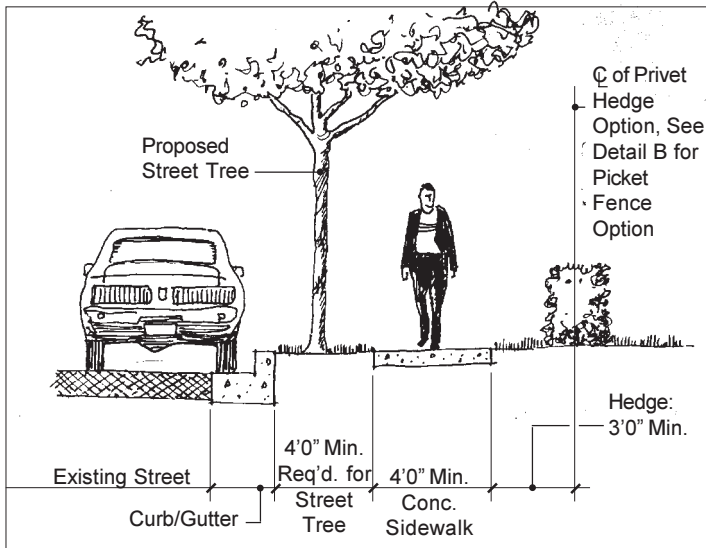 ℄ of Privet
Hedge
Option, See
Detail B for
Picket
Fence
Option
Proposed
Street Tree
Hedge:
3'0” Min.
Existing Street
Curb/Gutter
4'0” Min.
Req'd. for
Street
Tree
4'0” Min.
Conc.
Sidewalk